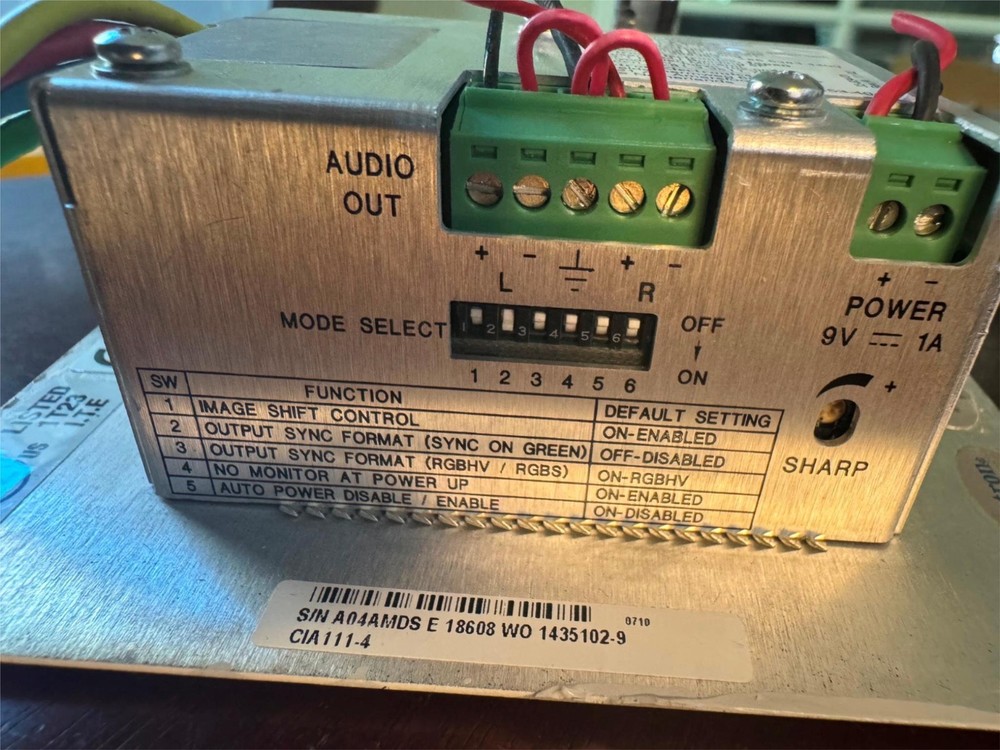 AUDIO
OUT
+ - ⏚ + -
L R
MODE SELECT
OFF
ON
1 2 3 4 5 6
1 2 3 4 5 6
POWER
+ -
9V ⎓ 1A
+
SHARP
SW FUNCTION DEFAULT SETTING
1 IMAGE SHIFT CONTROL ON-ENABLED
2 OUTPUT SYNC FORMAT (SYNC ON GREEN) OFF-DISABLED
3 OUTPUT SYNC FORMAT (RGBHV / RGBS) ON-RGBHV
4 NO MONITOR AT POWER UP ON-ENABLED
5 AUTO POWER DISABLE / ENABLE ON-DISABLED
LISTED
1T23
I.T.E
US
0710
S/N A04AMDS E 18608 WO 1435102-9
CIA111-4